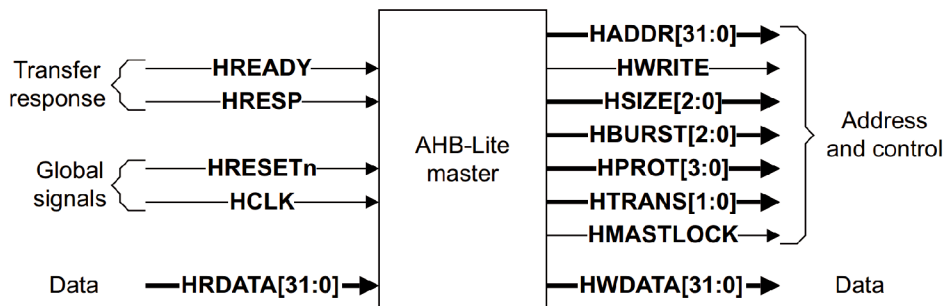 HADDR[31:0]
Transfer response
HREADY
HWRITE
HRESP
HSIZE[2:0]
HBURST[2:0]
AHB-Lite master
Address and control
Global signals
HRESETn
HPROT[3:0]
HCLK
HTRANS[1:0]
HMASTLOCK
Data
HRDATA[31:0]
HWDATA[31:0]
Data